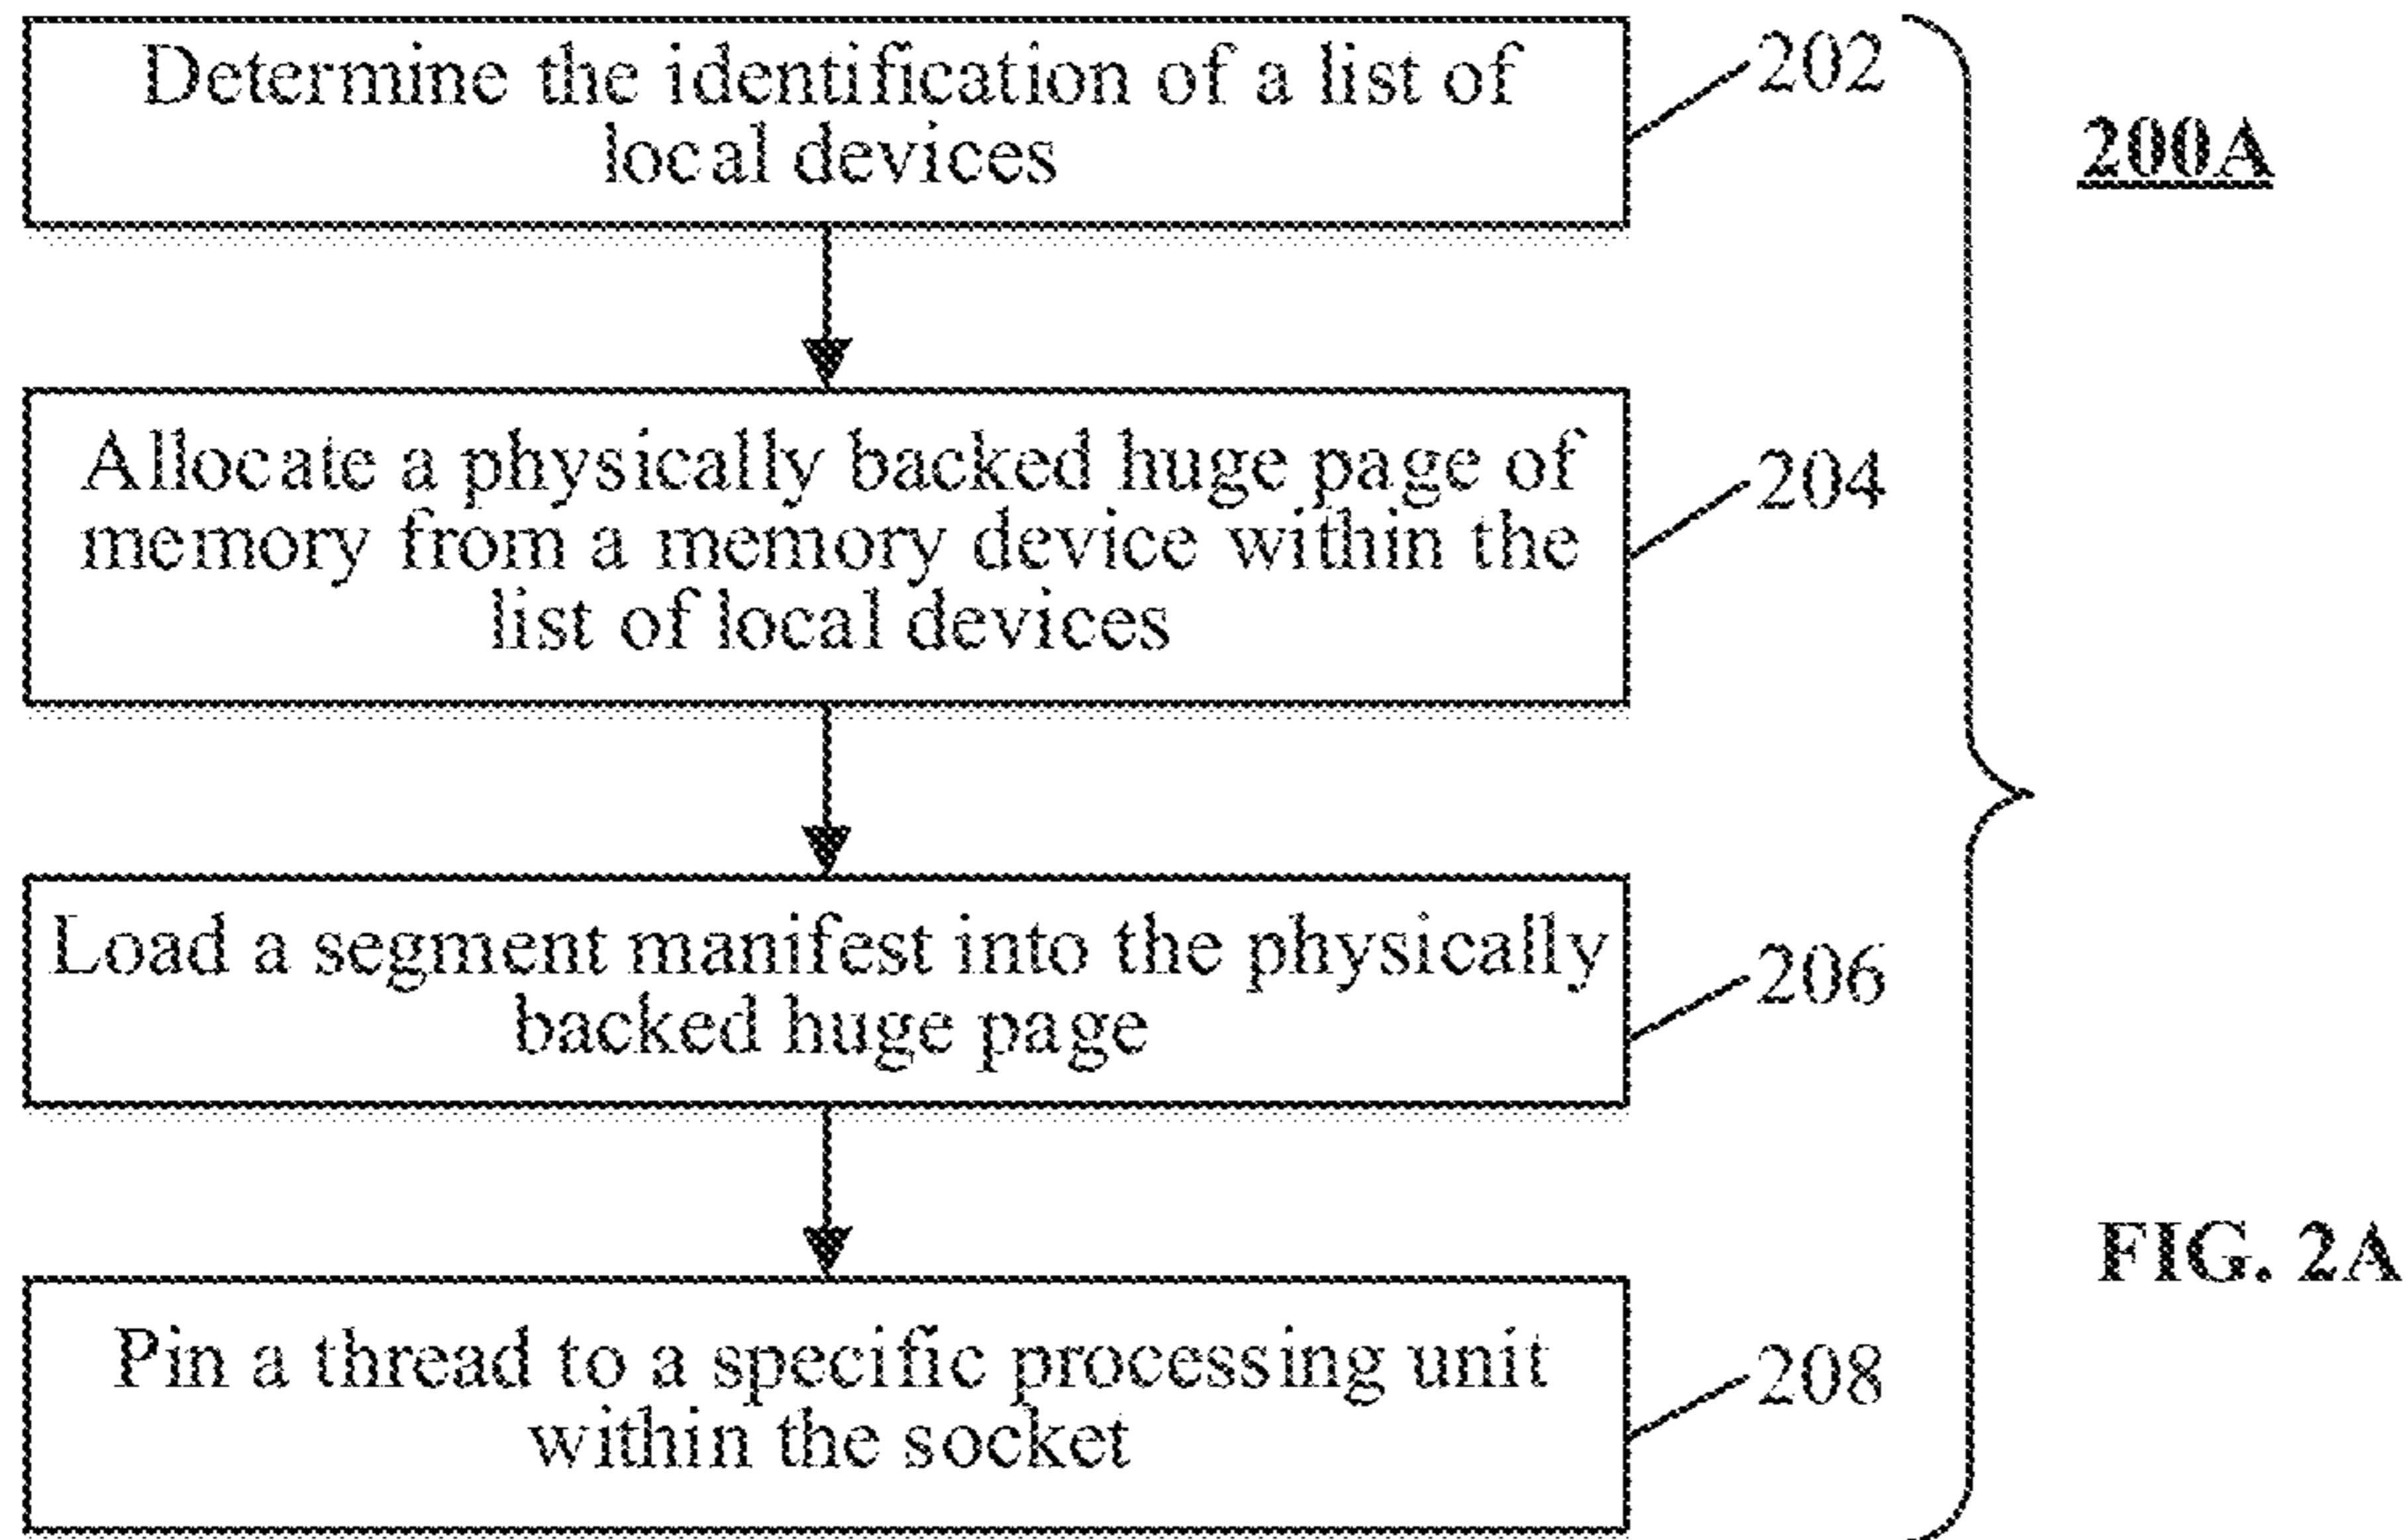 Determine the identification of a list of
local devices
202
200A
Allocate a physically backed huge page of
memory from a memory device within the
list of local devices
204
Load a segment manifest into the physically
backed huge page
206
FIG. 2A
Pin a thread to a specific processing unit
within the socket
208